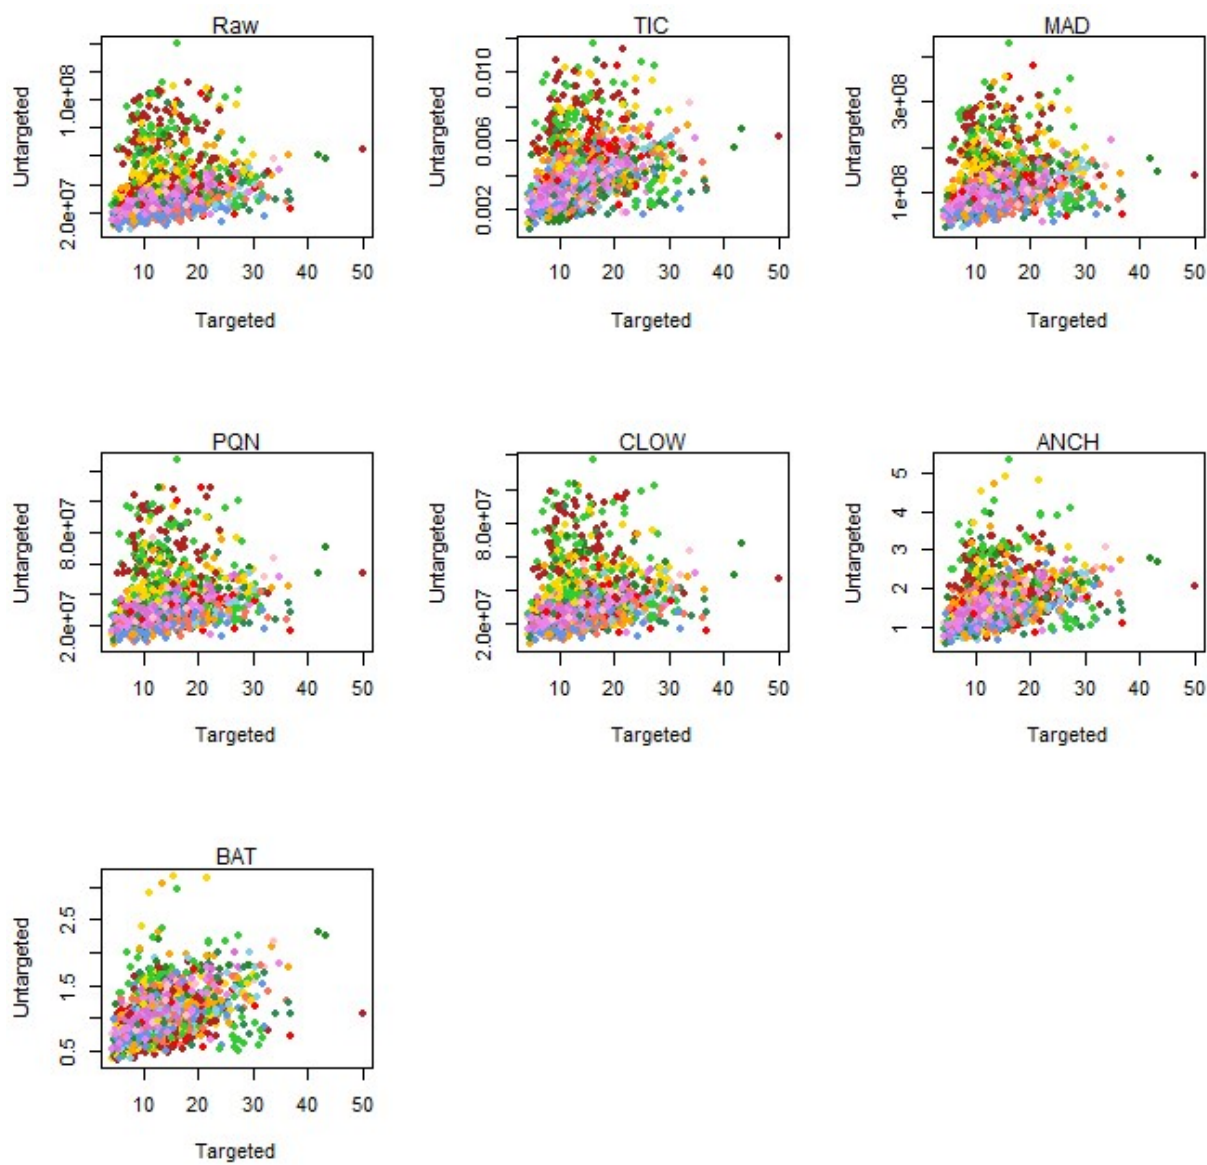 Raw
Untargeted
2.0e+07 1.0e+08
10 20 30 40 50
Targeted
TIC
Untargeted
0.002 0.006 0.010
10 20 30 40 50
Targeted
MAD
Untargeted
1e+08 3e+08
10 20 30 40 50
Targeted
PQN
Untargeted
2.0e+07 8.0e+07
10 20 30 40 50
Targeted
CLOW
Untargeted
2.0e+07 8.0e+07
10 20 30 40 50
Targeted
ANCH
Untargeted
1 2 3 4 5
10 20 30 40 50
Targeted
BAT
Untargeted
0.5 1.5 2.5
10 20 30 40 50
Targeted